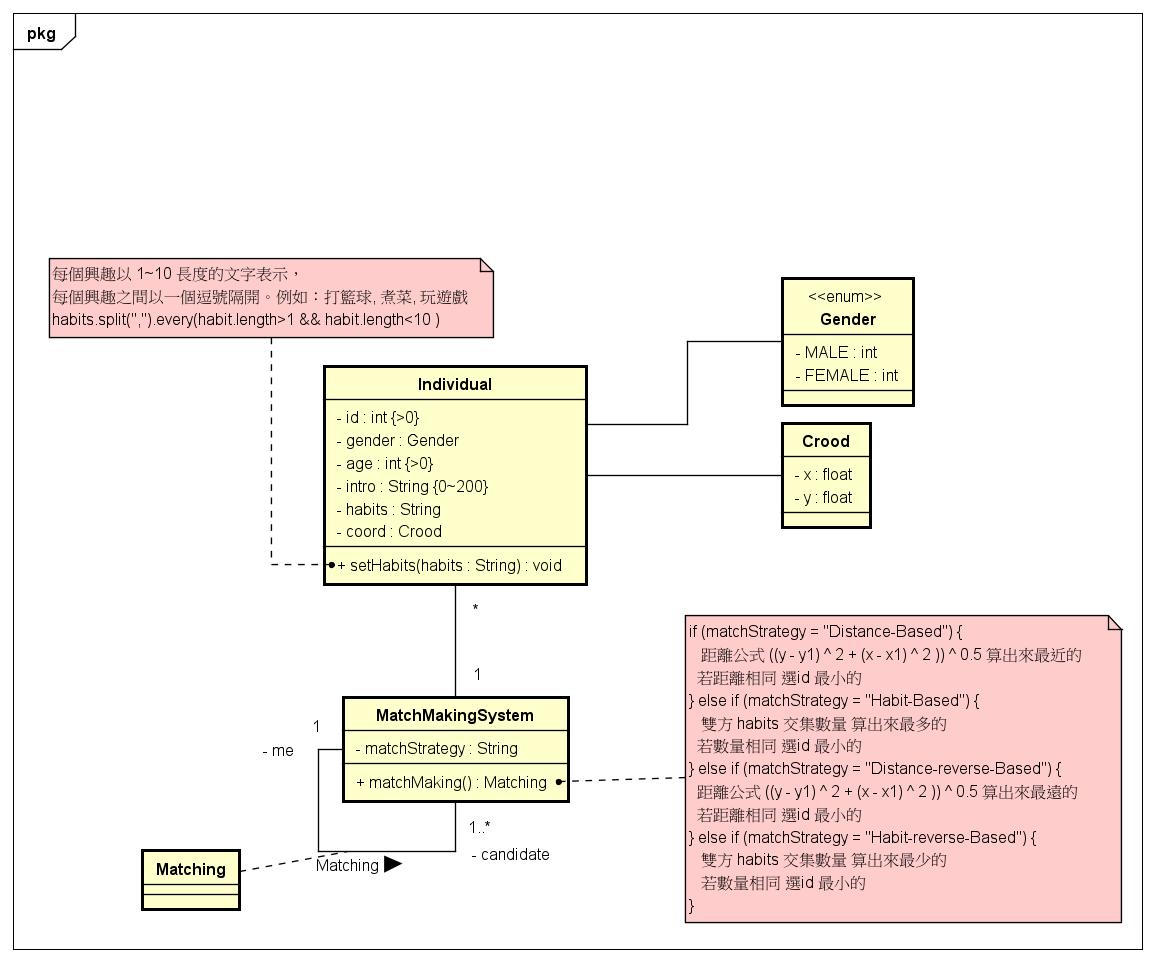 pkg
每個興趣以 1~10 長度的文字表示，
每個興趣之間以一個逗號隔開。例如：打籃球, 煮菜, 玩遊戲
habits.split(",").every(habit.length>1 && habit.length<10 )
<<enum>>
Gender
- MALE : int
- FEMALE : int
Individual
- id : int {>0}
- gender : Gender
- age : int {>0}
- intro : String {0~200}
- habits : String
- coord : Crood
+ setHabits(habits : String) : void
Crood
- x : float
- y : float
*
1
MatchMakingSystem
- matchStrategy : String
+ matchMaking() : Matching
1
- me
1..*
- candidate
Matching
Matching
if (matchStrategy = "Distance-Based") {
距離公式 ((y - y1) ^ 2 + (x - x1) ^ 2 )) ^ 0.5 算出來最近的
若距離相同 選id 最小的
} else if (matchStrategy = "Habit-Based") {
雙方 habits 交集數量 算出來最多的
若數量相同 選id 最小的
} else if (matchStrategy = "Distance-reverse-Based") {
距離公式 ((y - y1) ^ 2 + (x - x1) ^ 2 )) ^ 0.5 算出來最遠的
若距離相同 選id 最小的
} else if (matchStrategy = "Habit-reverse-Based") {
雙方 habits 交集數量 算出來最少的
若數量相同 選id 最小的
}